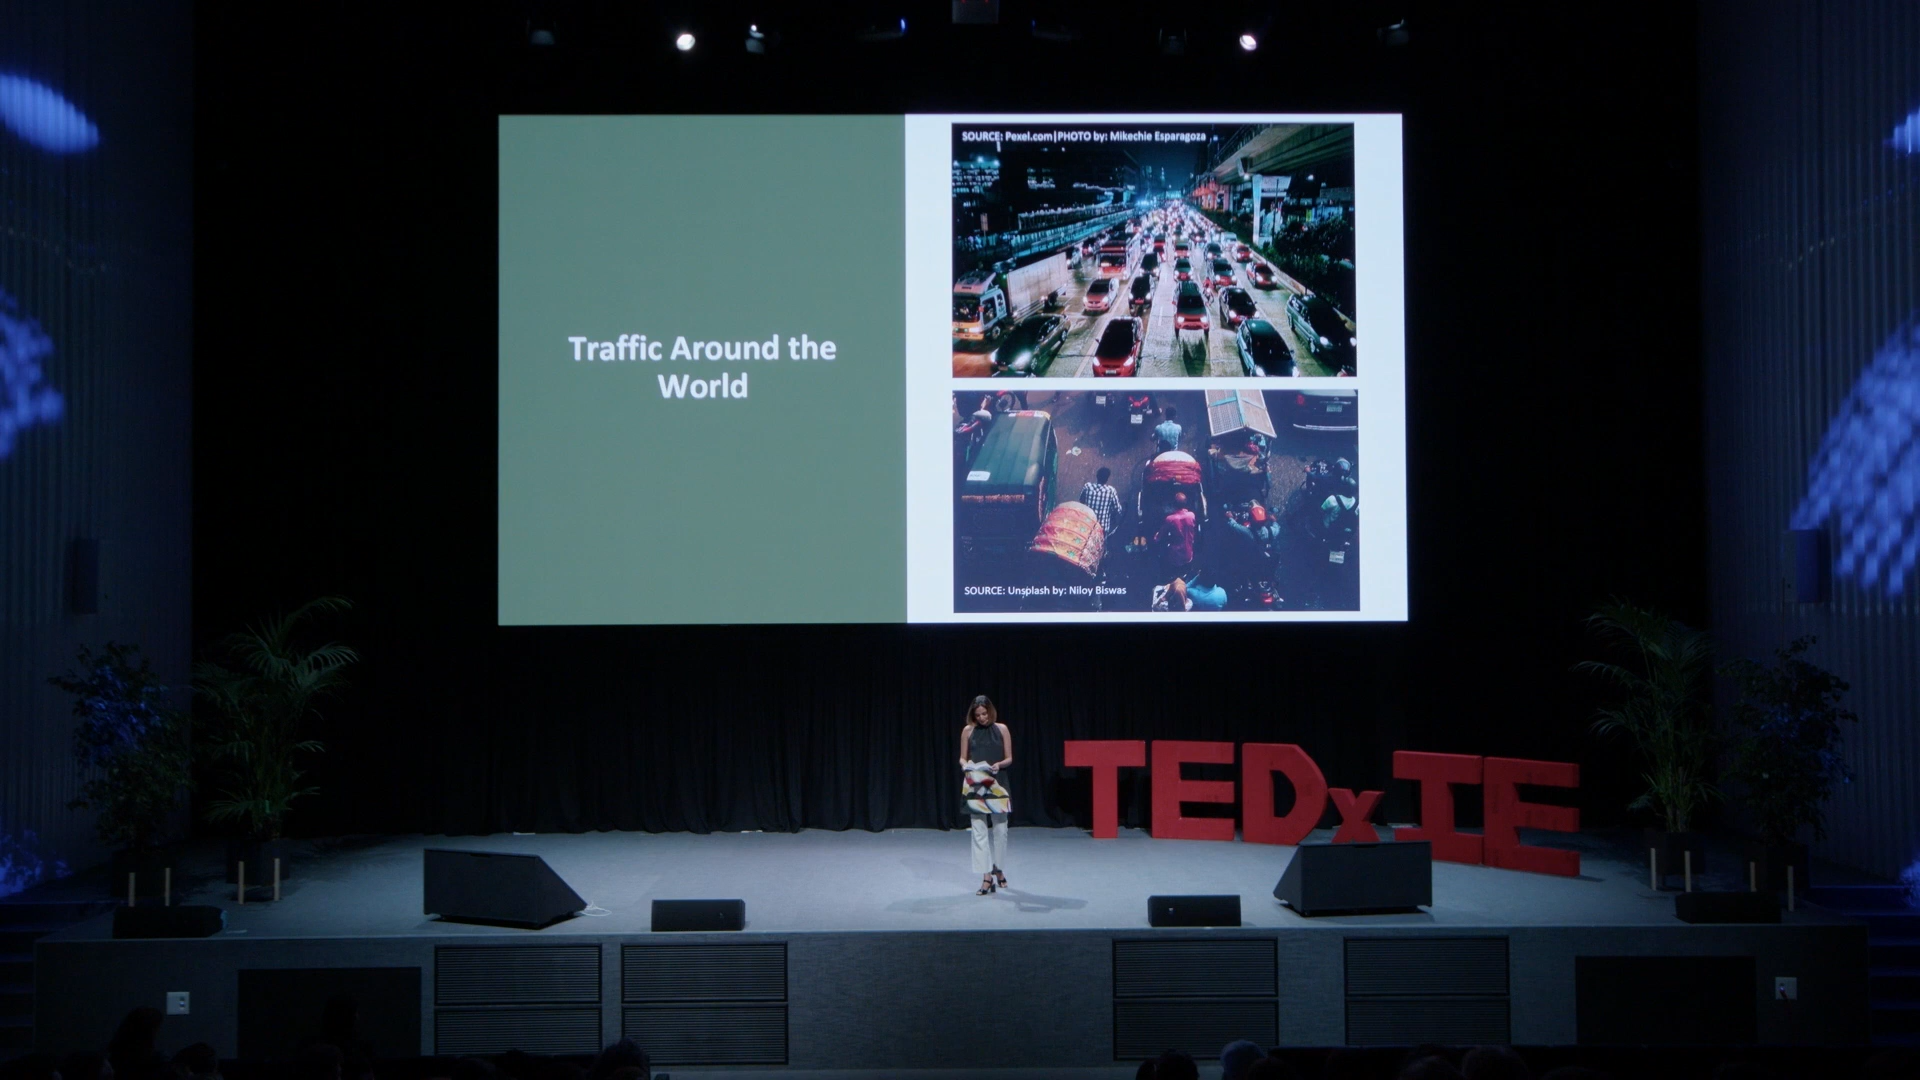 Traffic Around the
World
SOURCE: Pexel.com|PHOTO by: Mikechie Esparagoza
SOURCE: Unsplash by: Niloy Biswas
TEDxIE